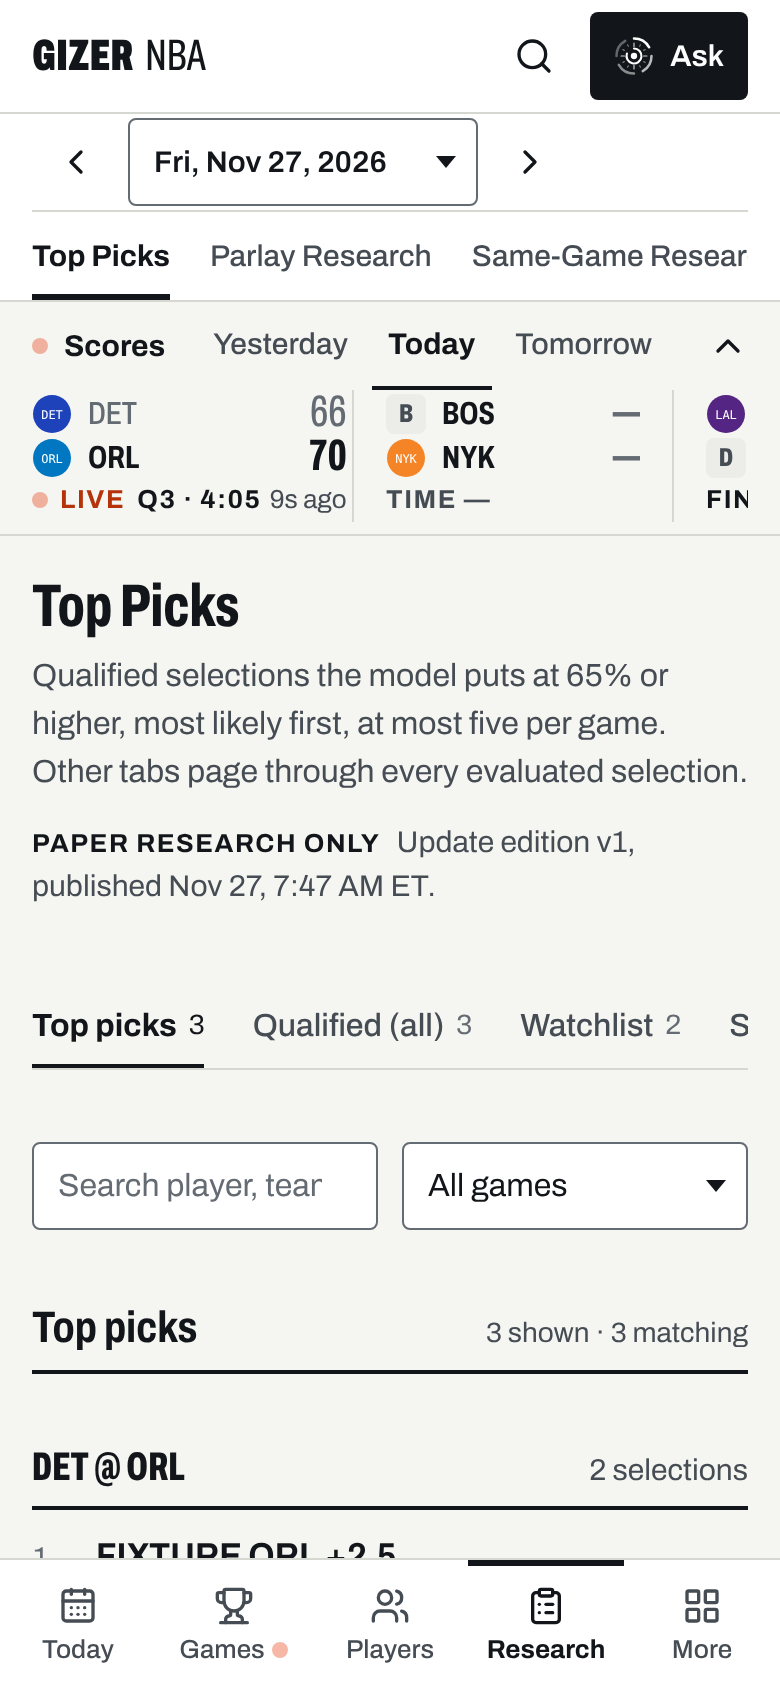 GIZER NBA
Ask
Fri, Nov 27, 2026
Top Picks Parlay Research Same-Game Resear
Scores Yesterday Today Tomorrow
DET DET 66
ORL ORL 70
LIVE Q3 · 4:05 9s ago
B BOS —
NYK NYK —
TIME —
LAL
D
FIN
Top Picks
Qualified selections the model puts at 65% or
higher, most likely first, at most five per game.
Other tabs page through every evaluated selection.
PAPER RESEARCH ONLY Update edition v1,
published Nov 27, 7:47 AM ET.
Top picks 3 Qualified (all) 3 Watchlist 2 S
Search player, tear
All games
Top picks 3 shown · 3 matching
DET @ ORL 2 selections
1 FIXTURE ORL +2.5
Today Games Players Research More